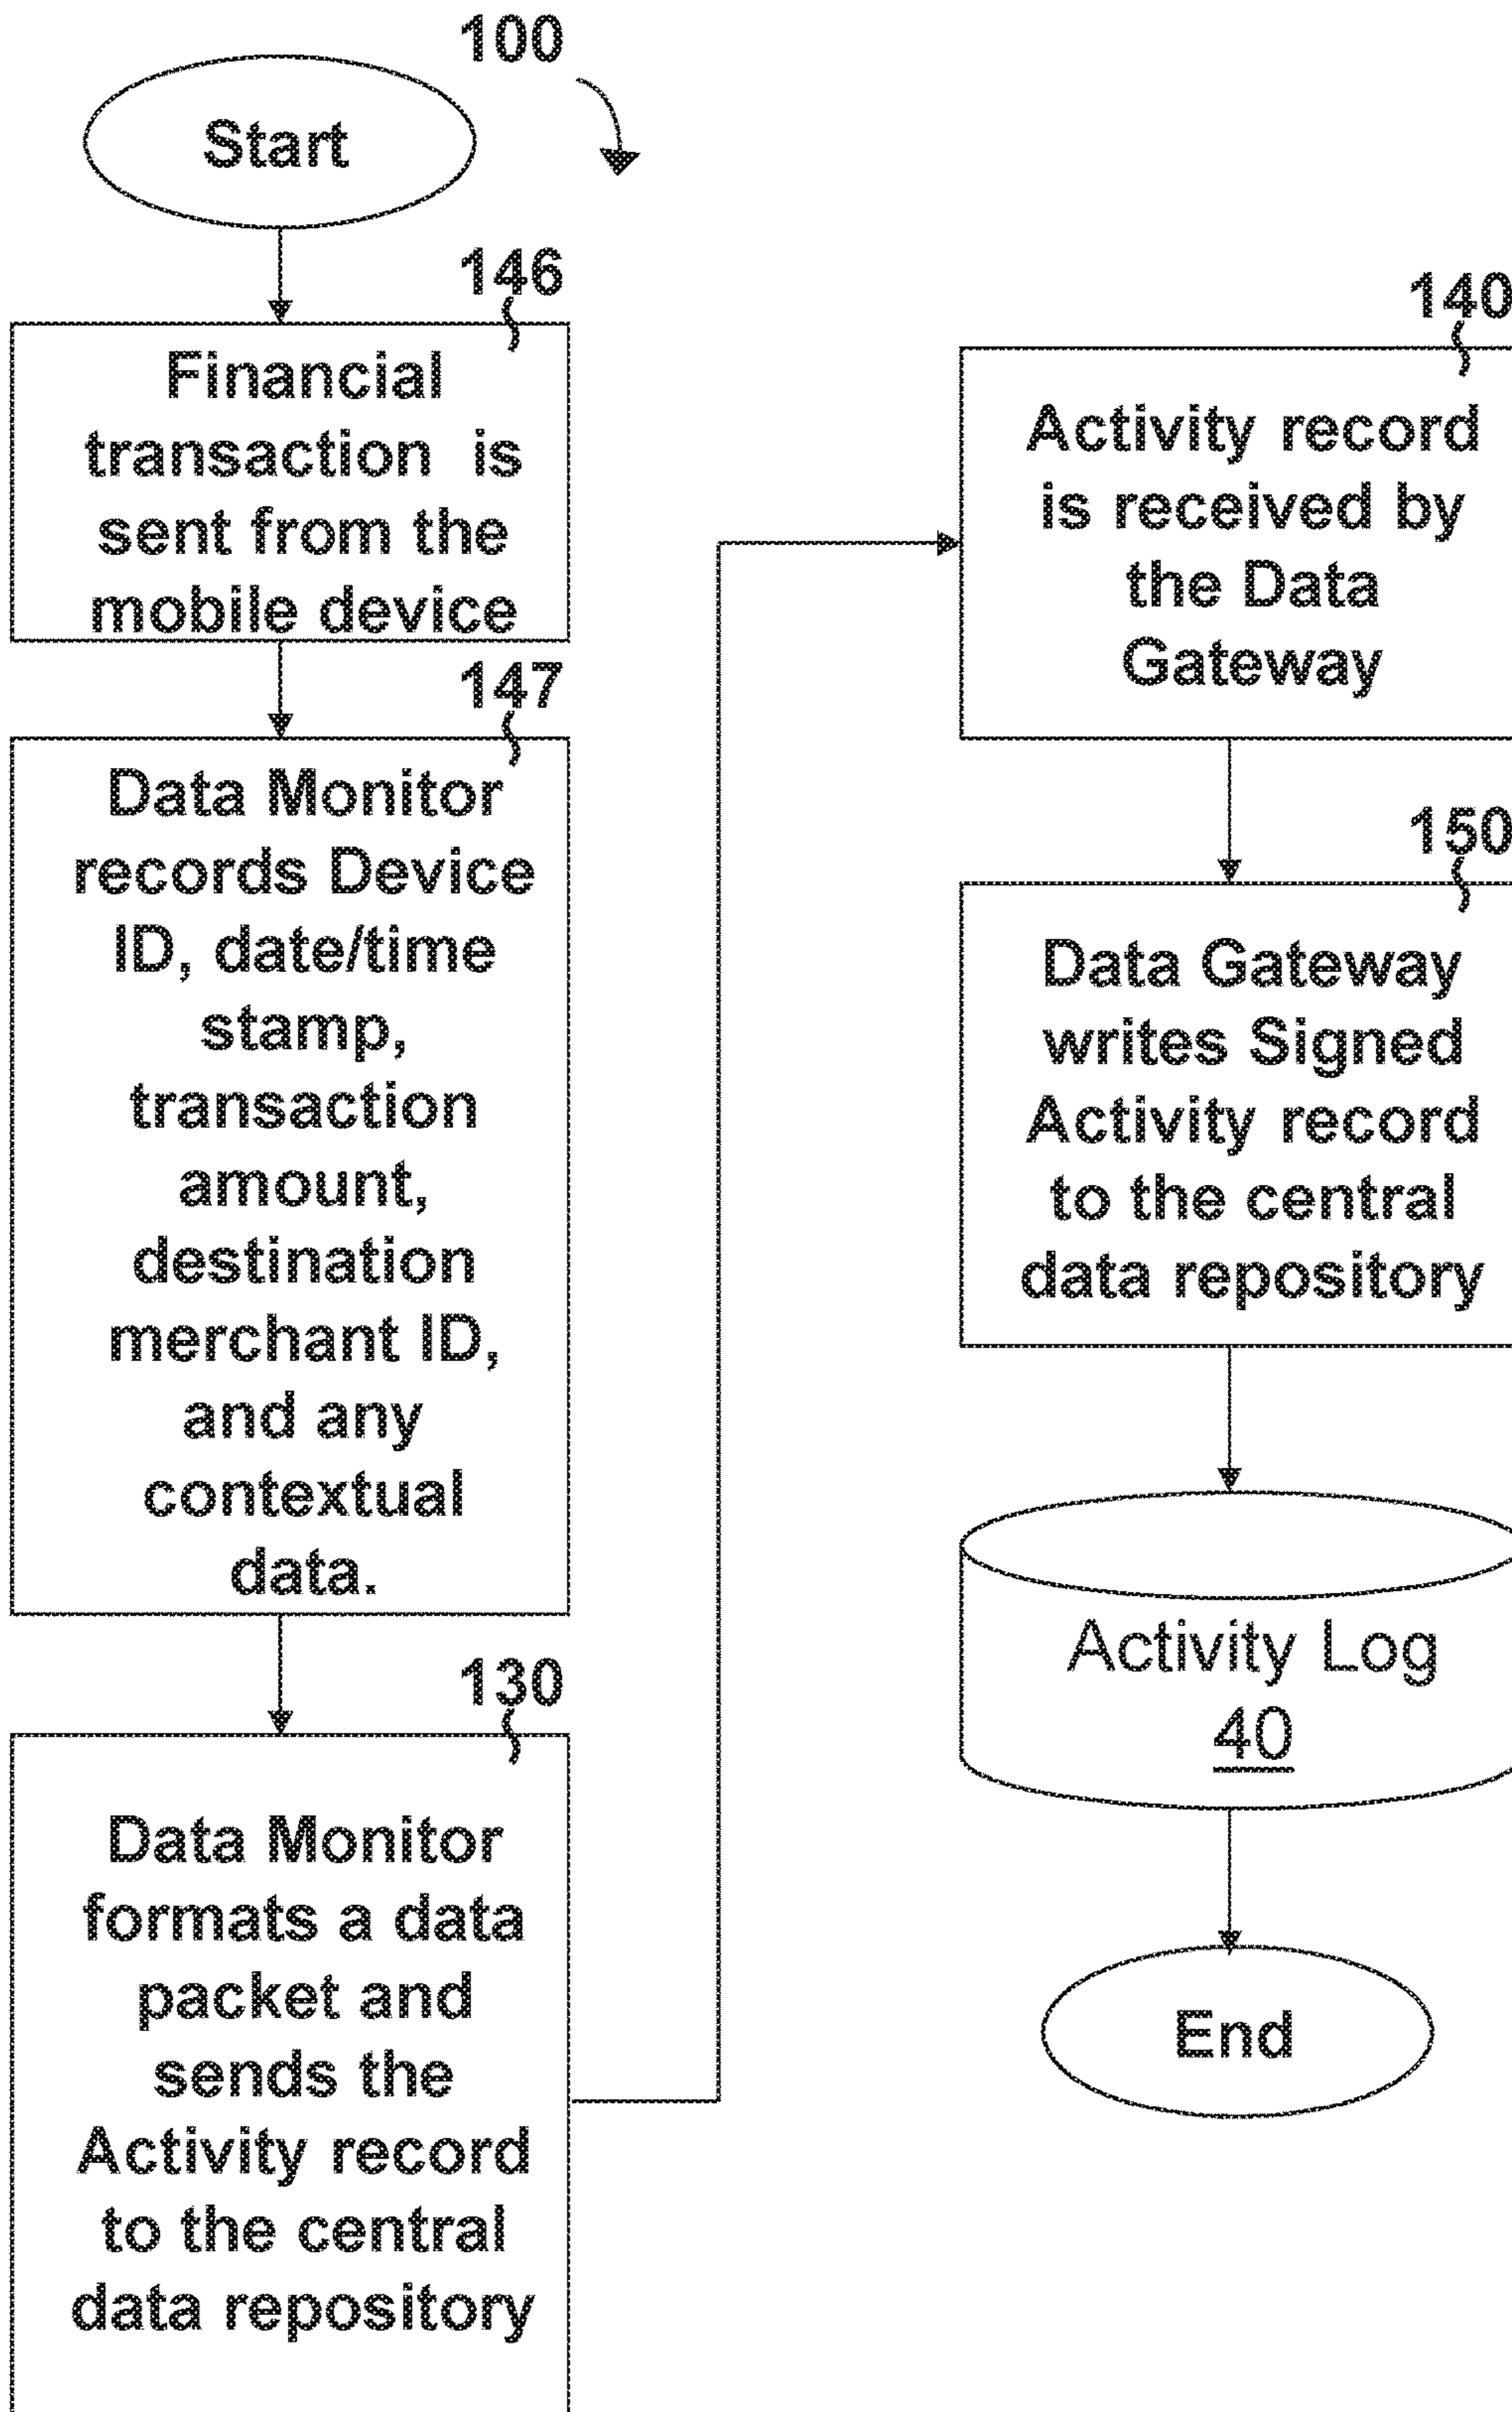 100
Start
146
Financial
transaction is
sent from the
mobile device
147
Data Monitor
records Device
ID, date/time
stamp,
transaction
amount,
destination
merchant ID,
and any
contextual
data.
130
Data Monitor
formats a data
packet and
sends the
Activity record
to the central
data repository
140
Activity record
is received by
the Data
Gateway
150
Data Gateway
writes Signed
Activity record
to the central
data repository
Activity Log
40
End